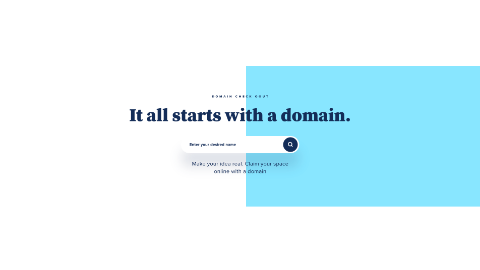 DOMAIN CHECK OOUT
It all starts with a domain.
Enter your desired name
Make your idea real. Claim your space
online with a domain